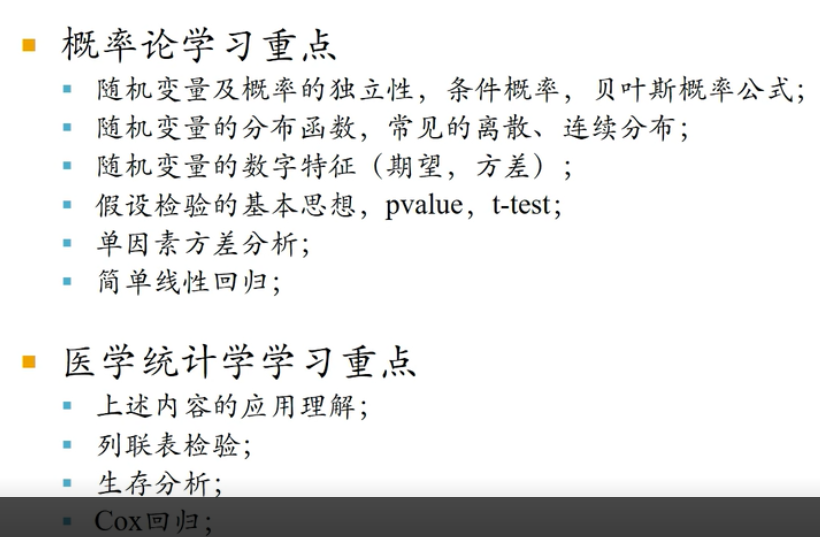 概率论学习重点
随机变量及概率的独立性，条件概率，贝叶斯概率公式；
随机变量的分布函数，常见的离散、连续分布；
随机变量的数字特征（期望，方差）；
假设检验的基本思想，pvalue，t-test；
单因素方差分析；
简单线性回归；
医学统计学学习重点
上述内容的应用理解；
列联表检验；
生存分析；
Cox回归；